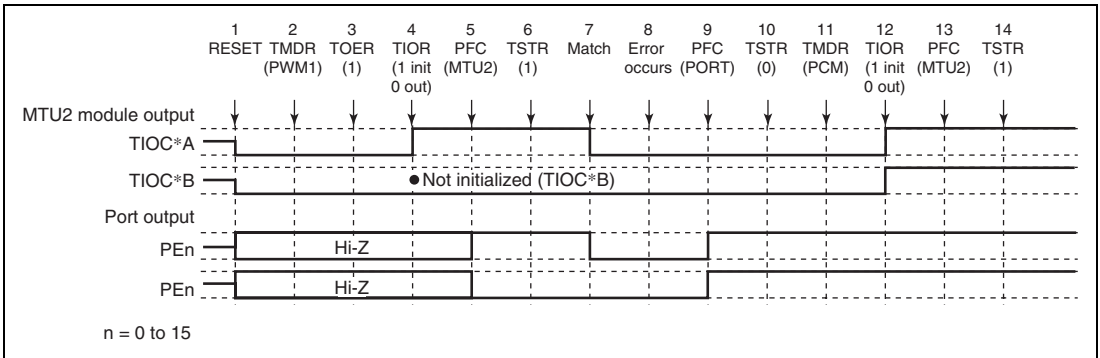 1 2 3 4 5 6 7 8 9 10 11 12 13 14
RESET TMDR TOER TIOR PFC TSTR Match Error PFC TSTR TMDR TIOR PFC TSTR
(PWM1) (1) (1 init (MTU2) (1) occurs (PORT) (0) (PCM) (1 init (MTU2) (1)
0 out) 0 out)
MTU2 module output
TIOC*A
TIOC*B ●Not initialized (TIOC*B)
Port output
PEn Hi-Z
PEn Hi-Z
n = 0 to 15